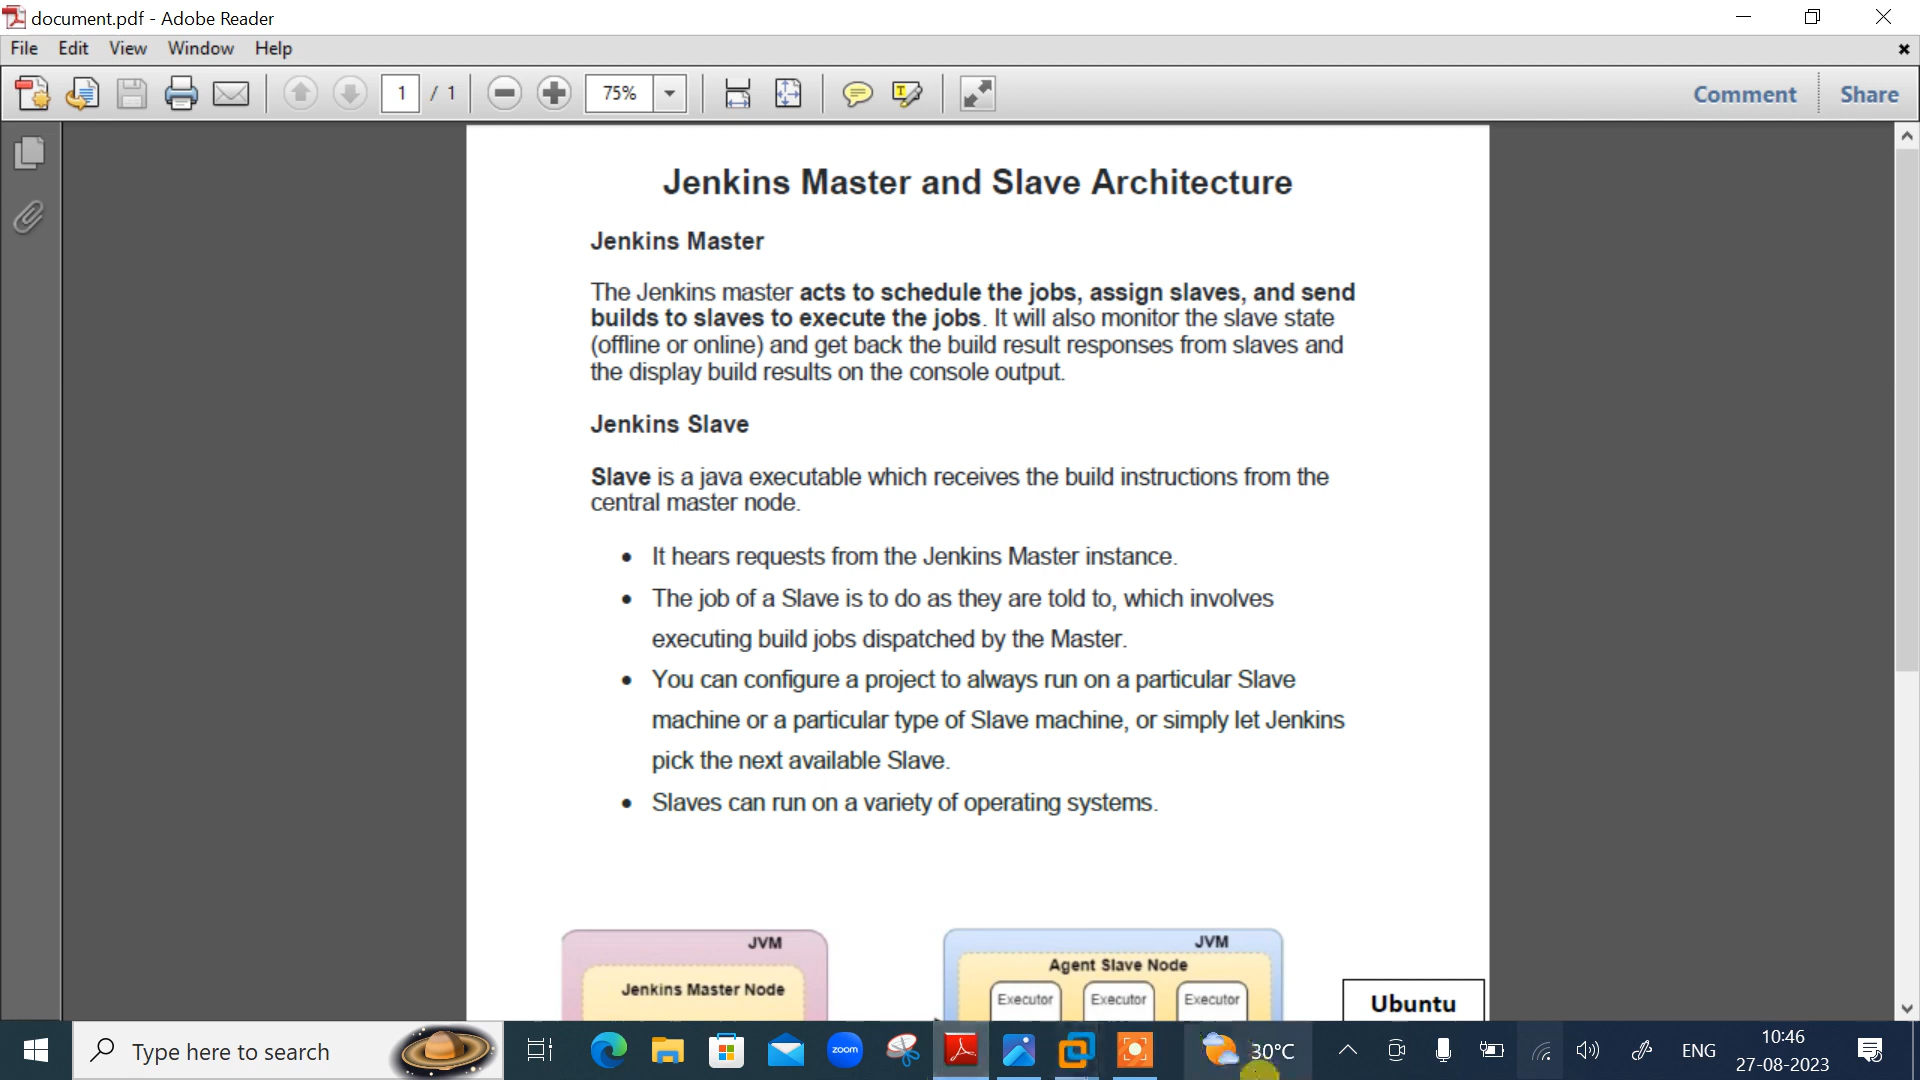 document.pdf - Adobe Reader
File Edit View Window Help
1 / 1 75% Comment Share
Jenkins Master and Slave Architecture
Jenkins Master
The Jenkins master acts to schedule the jobs, assign slaves, and send
builds to slaves to execute the jobs. It will also monitor the slave state
(offline or online) and get back the build result responses from slaves and
the display build results on the console output.
Jenkins Slave
Slave is a java executable which receives the build instructions from the
central master node.
• It hears requests from the Jenkins Master instance.
• The job of a Slave is to do as they are told to, which involves
executing build jobs dispatched by the Master.
• You can configure a project to always run on a particular Slave
machine or a particular type of Slave machine, or simply let Jenkins
pick the next available Slave.
• Slaves can run on a variety of operating systems.
JVM
Jenkins Master Node
JVM
Agent Slave Node
Executor Executor Executor
Ubuntu
Type here to search
zoom
30°C
ENG
10:46
27-08-2023